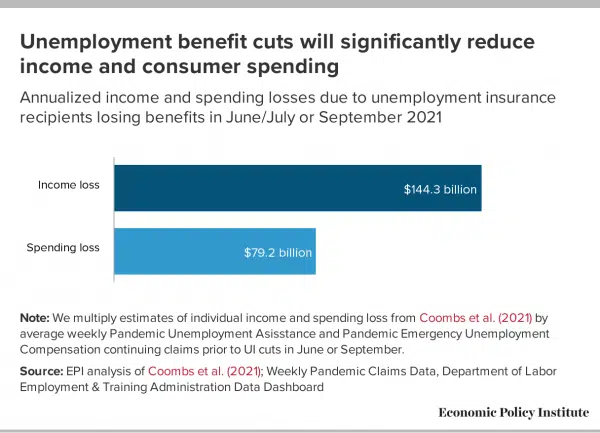 Unemployment benefit cuts will significantly reduce
income and consumer spending
Annualized income and spending losses due to unemployment insurance
recipients losing benefits in June/July or September 2021
Income loss
$144.3 billion
Spending loss
$79.2 billion
Note: We multiply estimates of individual income and spending loss from Coombs et al. (2021) by
average weekly Pandemic Unemployment Asisstance and Pandemic Emergency Unemployment
Compensation continuing claims prior to UI cuts in June or September.
Source: EPI analysis of Coombs et al. (2021); Weekly Pandemic Claims Data, Department of Labor
Employment & Training Administration Data Dashboard
Economic Policy Institute